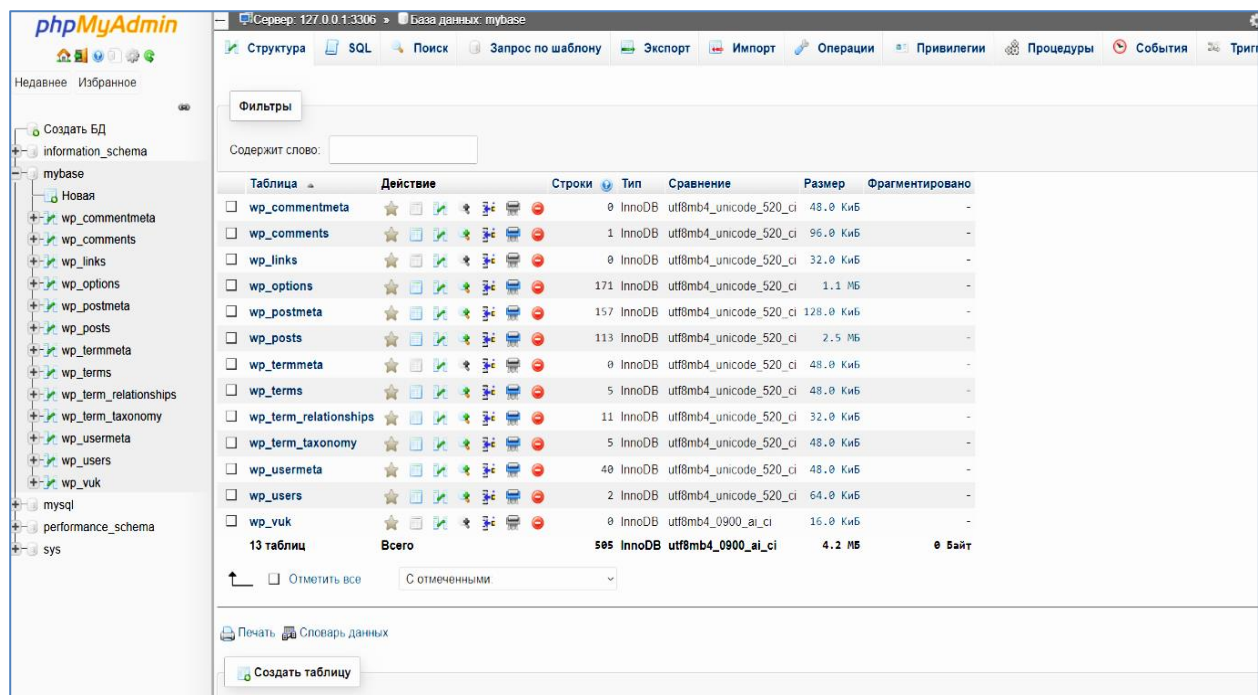 phpMyAdmin
Недавнее Избранное
Создать БД
information_schema
mybase
Новая
wp_commentmeta
wp_comments
wp_links
wp_options
wp_postmeta
wp_posts
wp_termmeta
wp_terms
wp_term_relationships
wp_term_taxonomy
wp_usermeta
wp_users
wp_vuk
mysql
performance_schema
sys
Сервер: 127.0.0.1:3306 » База данных: mybase
Структура SQL Поиск Запрос по шаблону Экспорт Импорт Операции Привилегии Процедуры События Триг
Фильтры
Содержит слово:
Таблица Действие Строки Тип Сравнение Размер Фрагментировано
wp_commentmeta 0 InnoDB utf8mb4_unicode_520_ci 48.0 КиБ -
wp_comments 1 InnoDB utf8mb4_unicode_520_ci 96.0 КиБ -
wp_links 0 InnoDB utf8mb4_unicode_520_ci 32.0 КиБ -
wp_options 171 InnoDB utf8mb4_unicode_520_ci 1.1 МБ -
wp_postmeta 157 InnoDB utf8mb4_unicode_520_ci 128.0 КиБ -
wp_posts 113 InnoDB utf8mb4_unicode_520_ci 2.5 МБ -
wp_termmeta 0 InnoDB utf8mb4_unicode_520_ci 48.0 КиБ -
wp_terms 5 InnoDB utf8mb4_unicode_520_ci 48.0 КиБ -
wp_term_relationships 11 InnoDB utf8mb4_unicode_520_ci 32.0 КиБ -
wp_term_taxonomy 5 InnoDB utf8mb4_unicode_520_ci 48.0 КиБ -
wp_usermeta 40 InnoDB utf8mb4_unicode_520_ci 48.0 КиБ -
wp_users 2 InnoDB utf8mb4_unicode_520_ci 64.0 КиБ -
wp_vuk 0 InnoDB utf8mb4_0900_ai_ci 16.0 КиБ -
13 таблиц Всего 505 InnoDB utf8mb4_0900_ai_ci 4.2 МБ 0 Байт
Отметить все С отмеченными
Печать Словарь данных
Создать таблицу